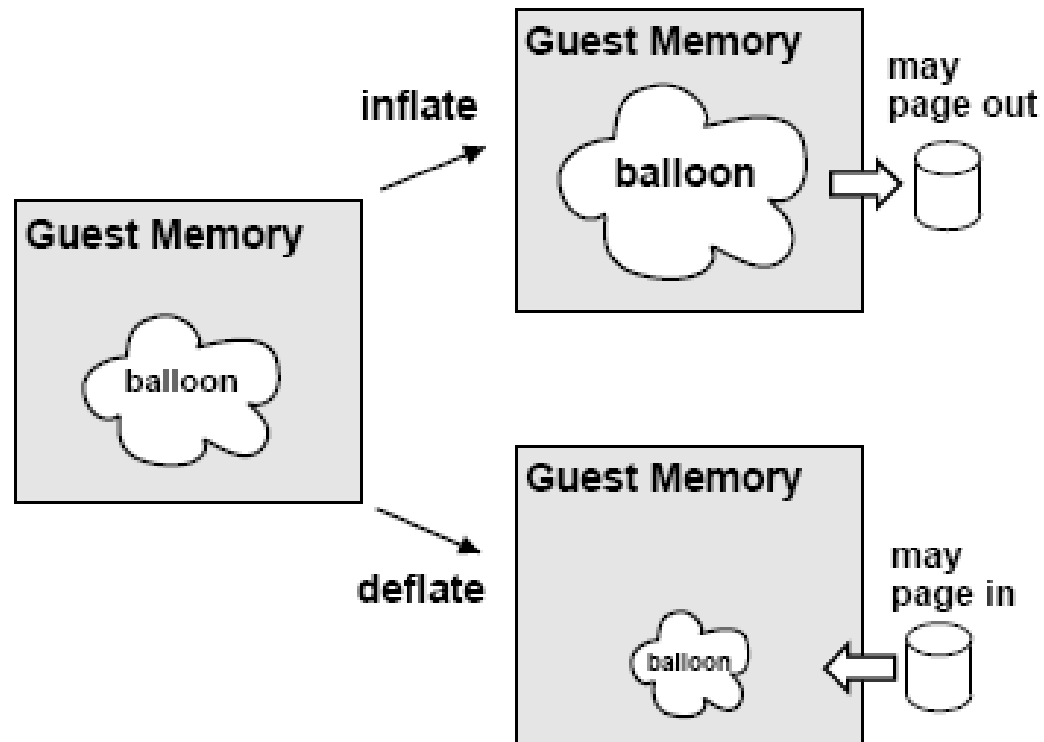 Guest Memory
balloon
inflate
Guest Memory
balloon
may
page out
deflate
Guest Memory
balloon
may
page in